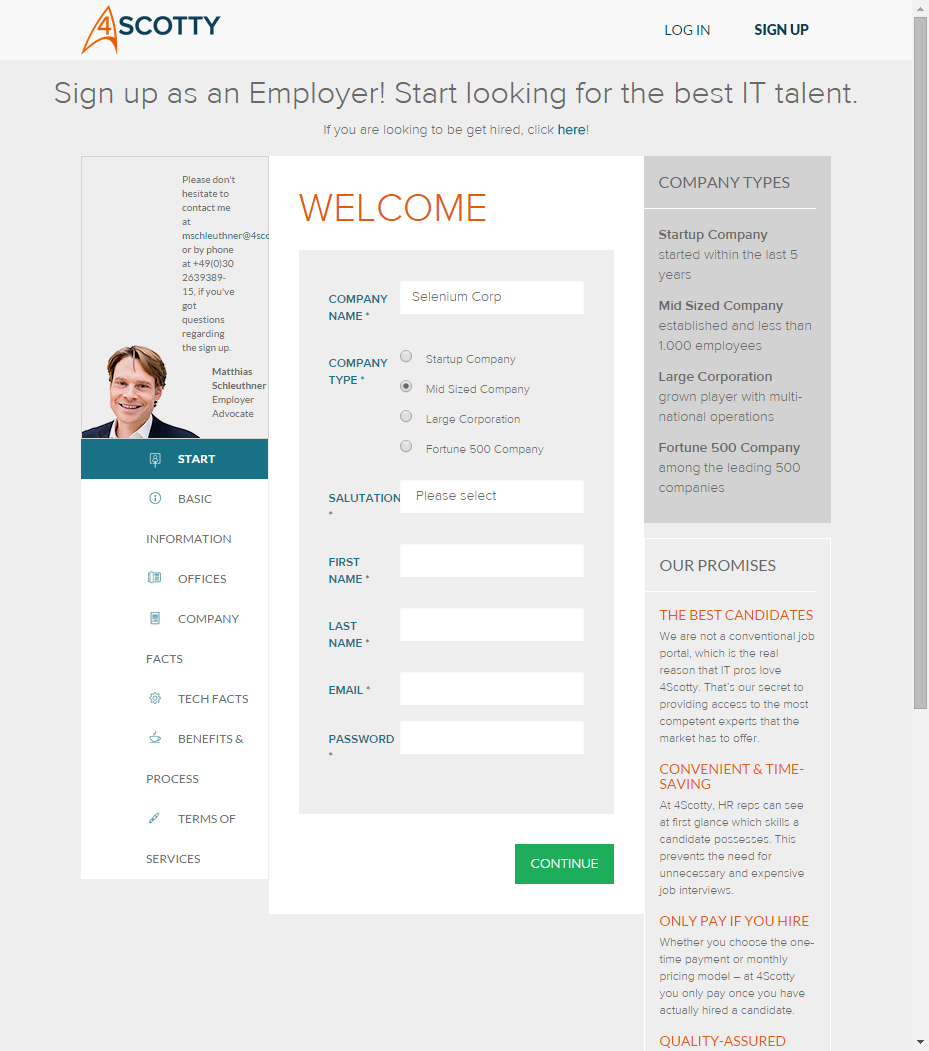 4SCOTTY
LOG IN
SIGN UP
Sign up as an Employer! Start looking for the best IT talent.
If you are looking to be get hired, click here!
Please don't
hesitate to
contact me
at
mschleuthner@4sco
or by phone
at +49(0)30
2639389-
15, if you've
got
questions
regarding
the sign up.
Matthias
Schleuthner
Employer
Advocate
START
BASIC
INFORMATION
OFFICES
COMPANY
FACTS
TECH FACTS
BENEFITS &
PROCESS
TERMS OF
SERVICES
WELCOME
COMPANY
NAME *
Selenium Corp
COMPANY
TYPE *
Startup Company
Mid Sized Company
Large Corporation
Fortune 500 Company
SALUTATION
*
Please select
FIRST
NAME *
LAST
NAME *
EMAIL *
PASSWORD
*
CONTINUE
COMPANY TYPES
Startup Company
started within the last 5
years
Mid Sized Company
established and less than
1.000 employees
Large Corporation
grown player with multi-
national operations
Fortune 500 Company
among the leading 500
companies
OUR PROMISES
THE BEST CANDIDATES
We are not a conventional job
portal, which is the real
reason that IT pros love
4Scotty. That's our secret to
providing access to the most
competent experts that the
market has to offer.
CONVENIENT & TIME-
SAVING
At 4Scotty, HR reps can see
at first glance which skills a
candidate possesses. This
prevents the need for
unnecessary and expensive
job interviews.
ONLY PAY IF YOU HIRE
Whether you choose the one-
time payment or monthly
pricing model – at 4Scotty
you only pay once you have
actually hired a candidate.
QUALITY-ASSURED